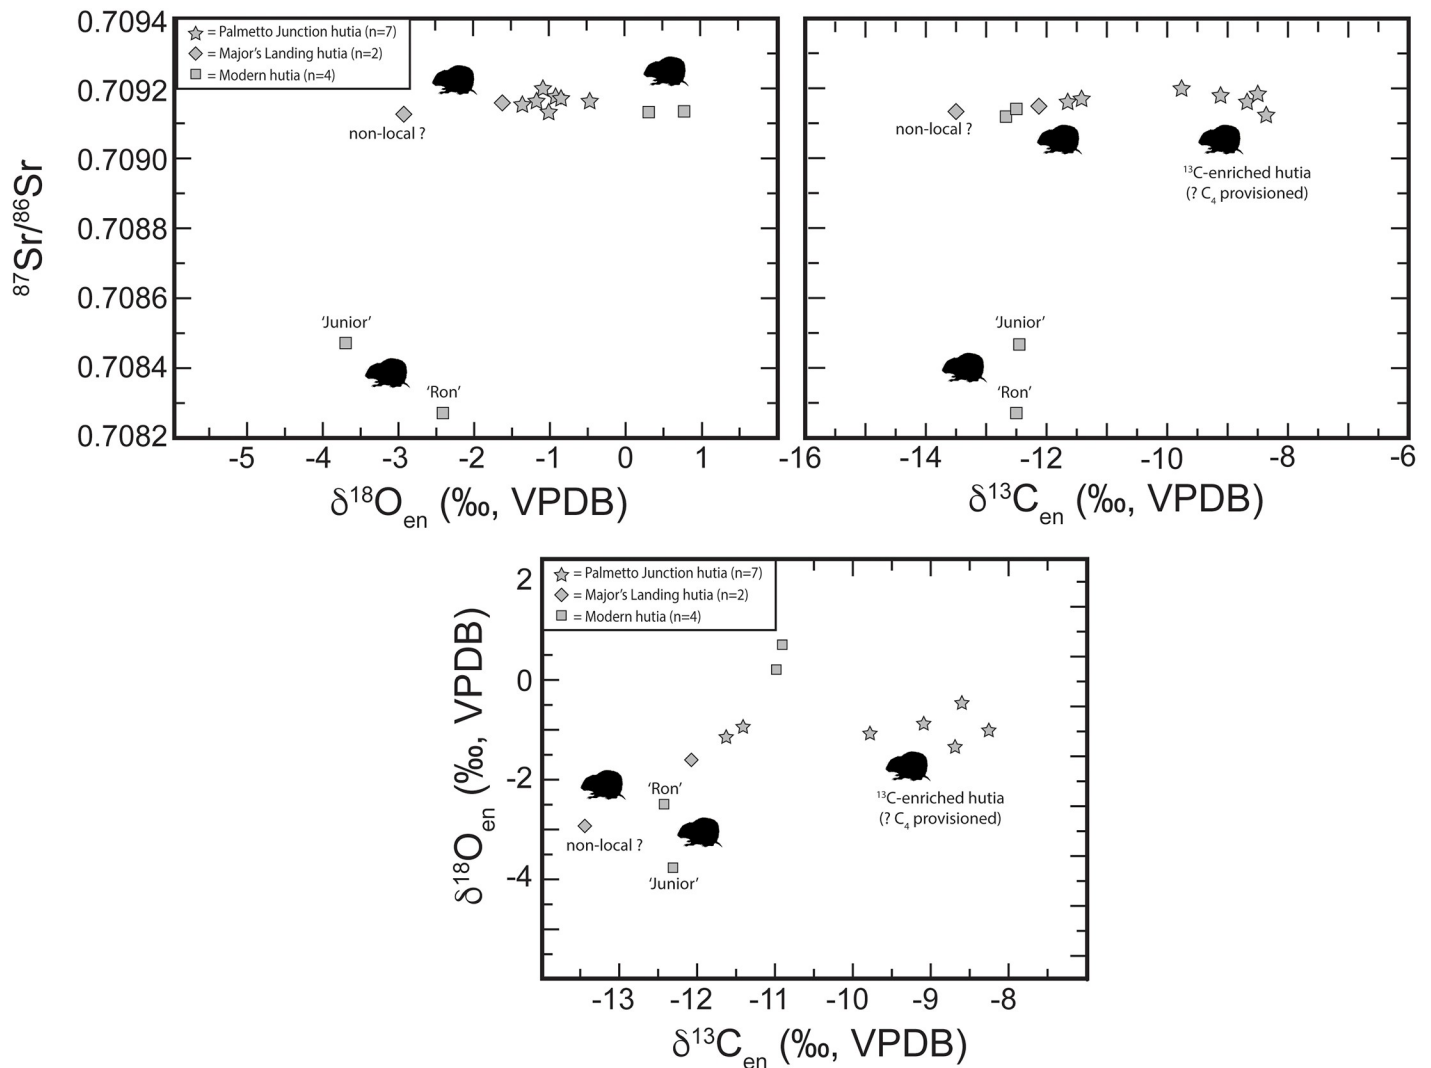 0.7094
0.7092
0.7090
0.7088
0.7086
0.7084
0.7082
⁸⁷Sr/⁸⁶Sr
= Palmetto Junction hutia (n=7)
= Major's Landing hutia (n=2)
= Modern hutia (n=4)
non-local ?
'Junior'
'Ron'
-5 -4 -3 -2 -1 0 1
δ¹⁸Oₑₙ (‰, VPDB)
non-local ?
¹³C-enriched hutia
(? C₄ provisioned)
'Junior'
'Ron'
-16 -14 -12 -10 -8 -6
δ¹³Cₑₙ (‰, VPDB)
= Palmetto Junction hutia (n=7)
= Major's Landing hutia (n=2)
= Modern hutia (n=4)
2
0
-2
-4
δ¹⁸Oₑₙ (‰, VPDB)
'Ron'
¹³C-enriched hutia
(? C₄ provisioned)
non-local ?
'Junior'
-13 -12 -11 -10 -9 -8
δ¹³Cₑₙ (‰, VPDB)